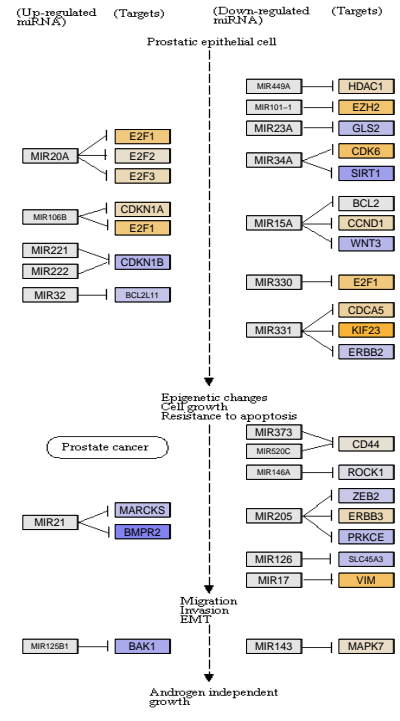 (Up-regulated
miRNA)
(Targets)
(Down-regulated
miRNA)
(Targets)
Prostatic epithelial cell
MIR449A
HDAC1
MIR101-1
EZH2
MIR23A
GLS2
MIR34A
CDK6
SIRT1
MIR20A
E2F1
E2F2
E2F3
MIR106B
CDKN1A
E2F1
MIR15A
BCL2
CCND1
WNT3
MIR221
MIR222
CDKN1B
MIR32
BCL2L11
MIR330
E2F1
MIR331
CDCA5
KIF23
ERBB2
Epigenetic changes
Cell growth
Resistance to apoptosis
Prostate cancer
MIR373
MIR520C
CD44
MIR146A
ROCK1
MIR21
MARCKS
BMPR2
MIR205
ZEB2
ERBB3
PRKCE
MIR126
SLC45A3
MIR17
VIM
Migration
Invasion
EMT
MIR125B1
BAK1
MIR143
MAPK7
Androgen independent
growth